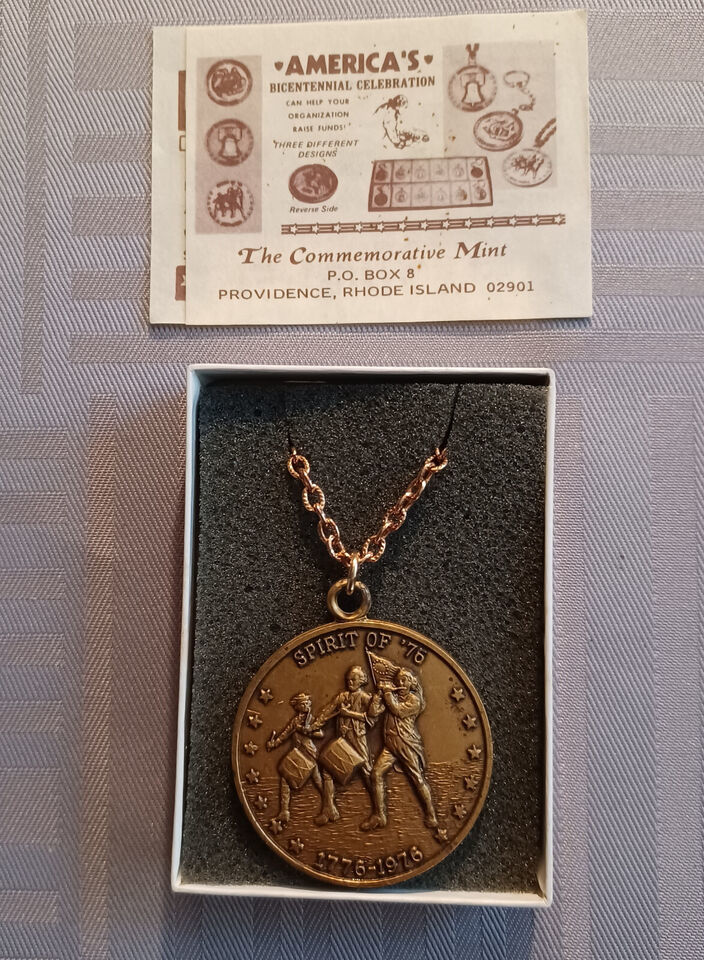 AMERICA'S
BICENTENNIAL CELEBRATION
CAN HELP YOUR
ORGANIZATION
RAISE FUNDS!
THREE DIFFERENT
DESIGNS
Reverse Side
The Commemorative Mint
P.O. BOX 8
PROVIDENCE, RHODE ISLAND 02901
SPIRIT OF '76
1776-1976